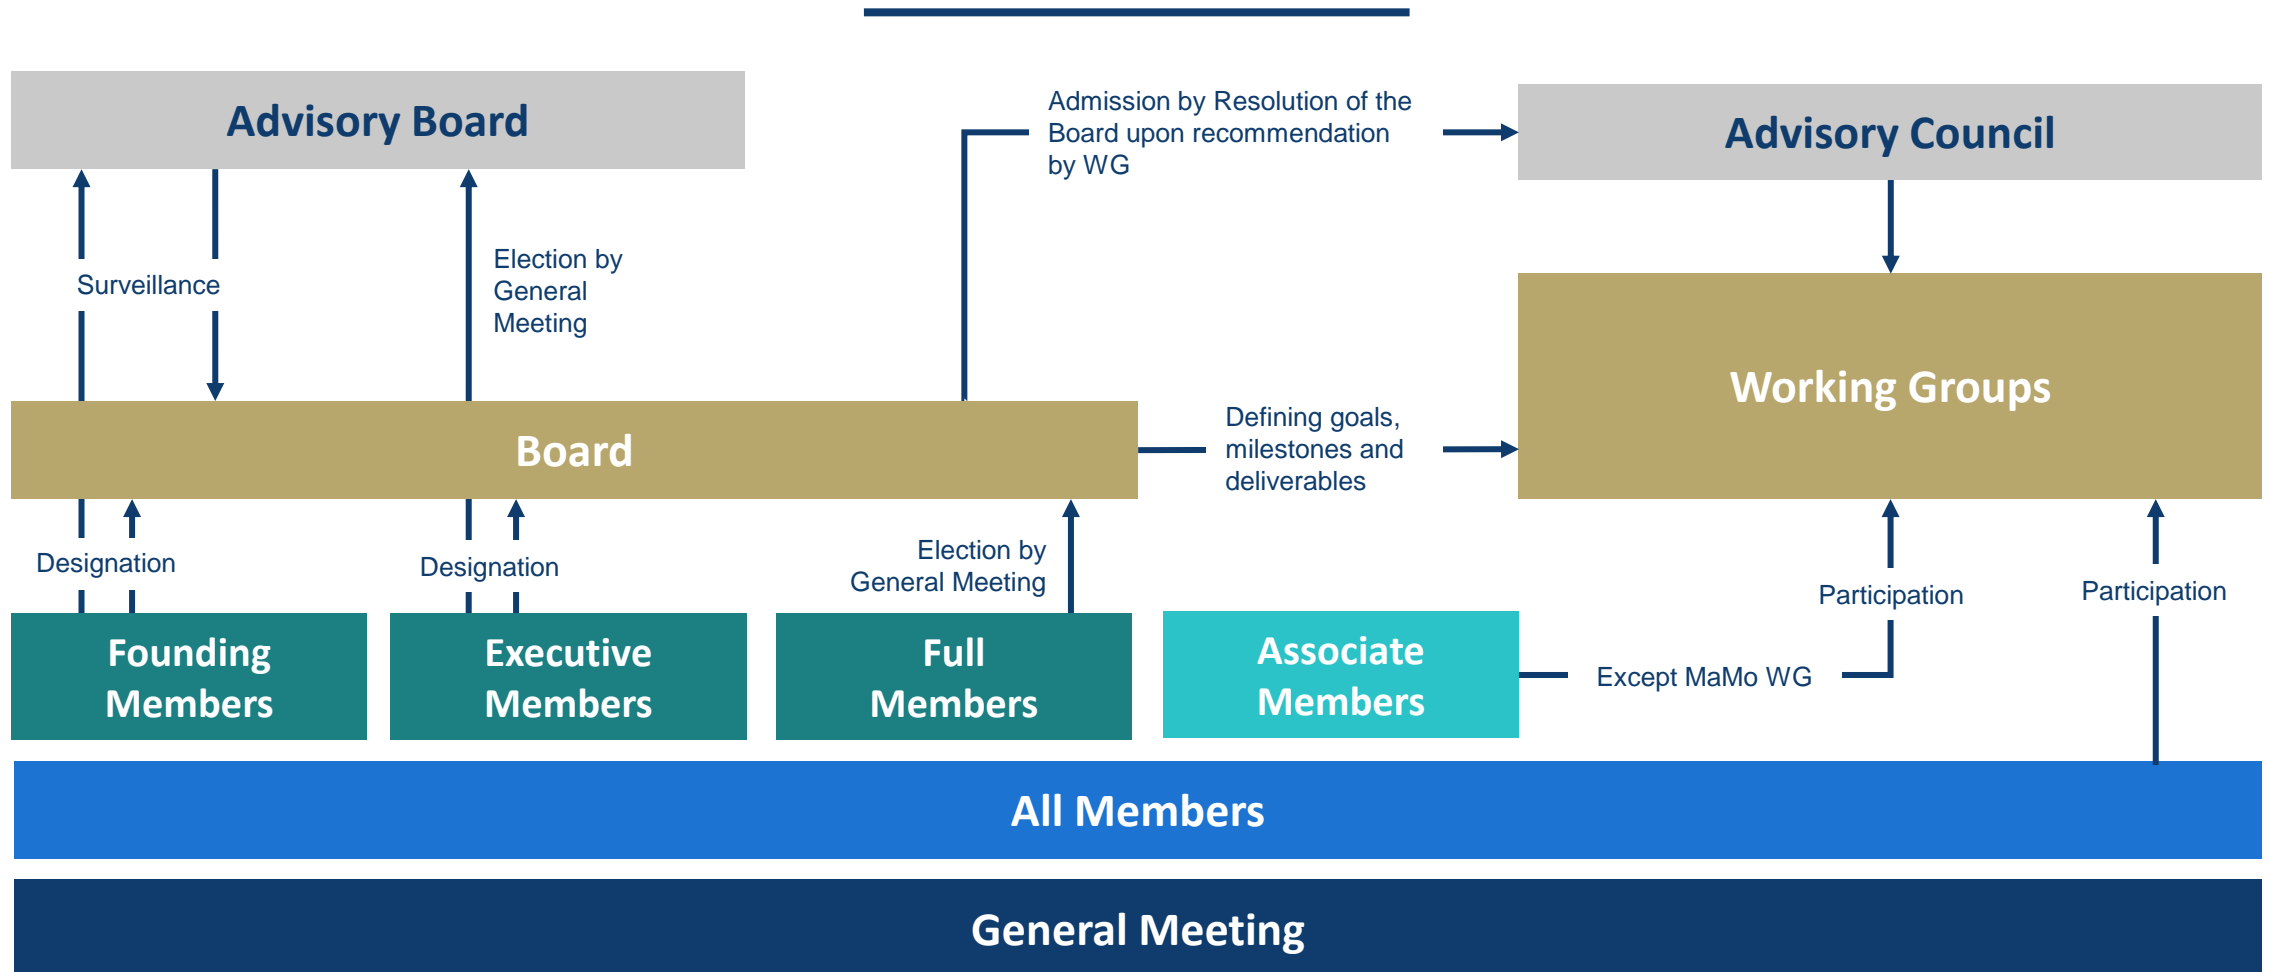 Advisory Board
Admission by Resolution of the
Board upon recommendation
by WG
Advisory Council
Surveillance
Election by
General
Meeting
Working Groups
Board
Defining goals,
milestones and
deliverables
Designation
Designation
Election by
General Meeting
Participation
Participation
Founding
Members
Executive
Members
Full
Members
Associate
Members
Except MaMo WG
All Members
General Meeting